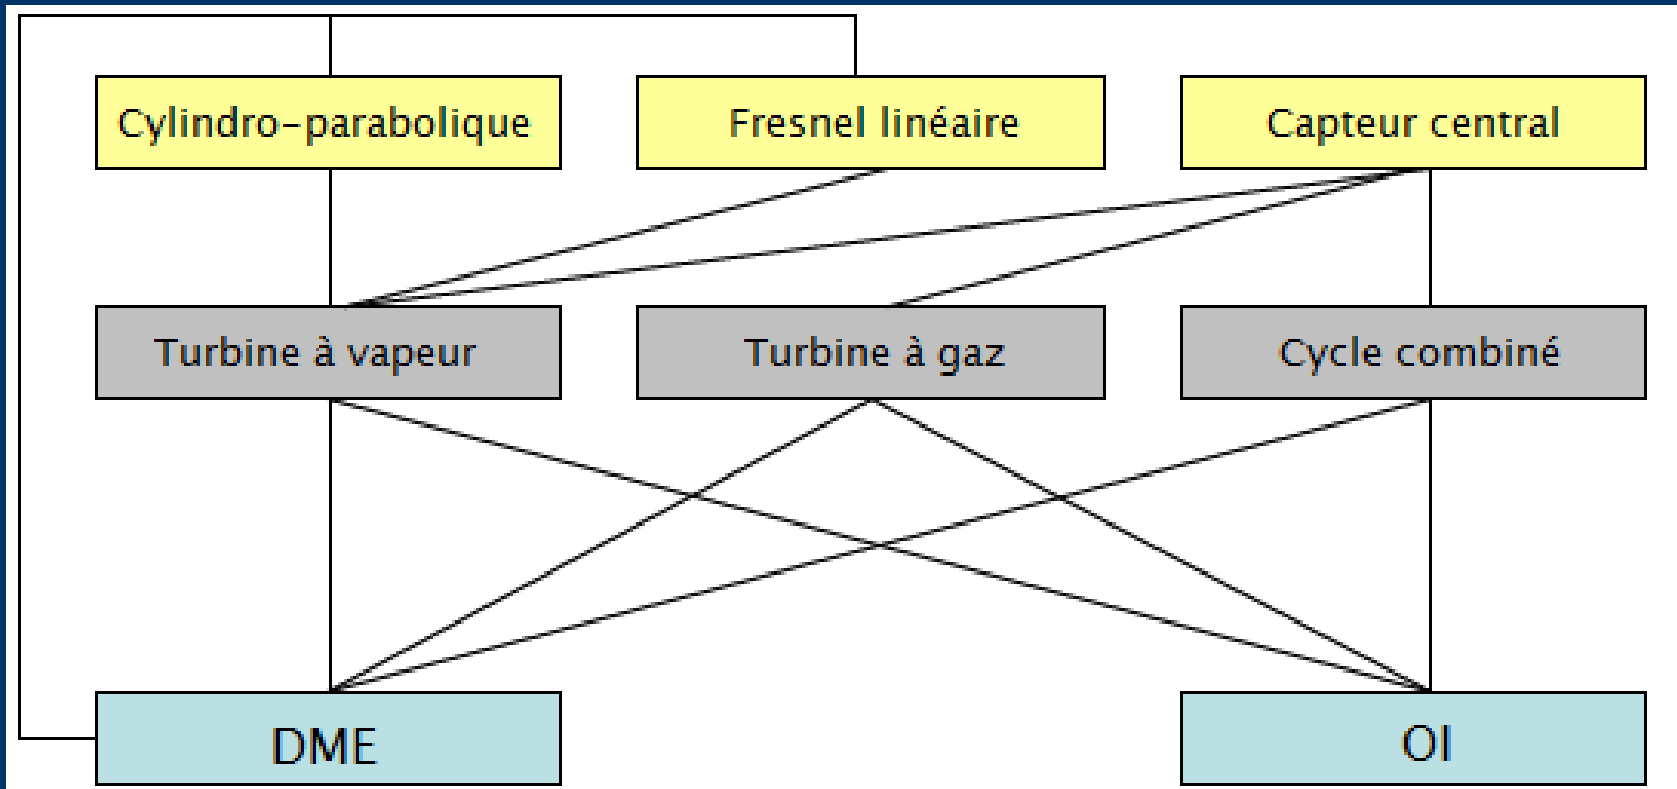 Cylindro-parabolique
Fresnel linéaire
Capteur central
Turbine à vapeur
Turbine à gaz
Cycle combiné
DME
OI